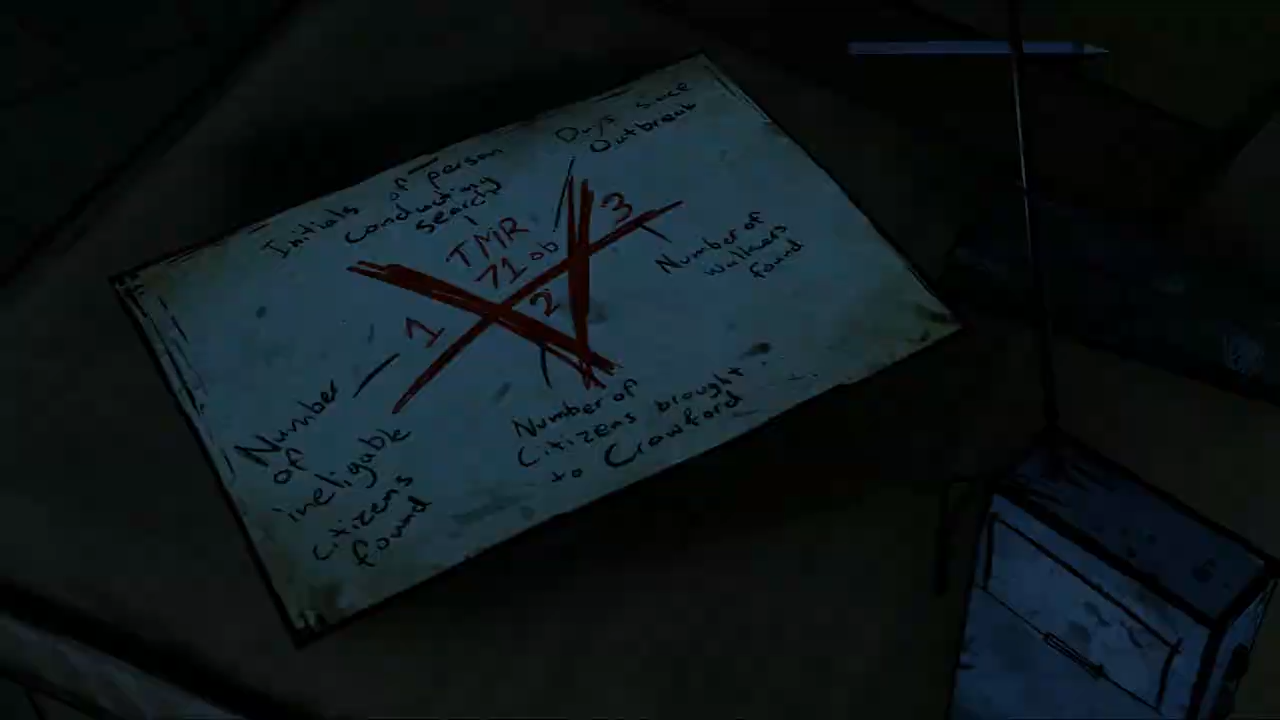 Initials of person
conducting
search
Days since
Outbreak
TMR
71 ob
3
1
2
Number of
walkers
found
Number
of
ineligable
citizens
found
Number of
Citizens brought
to Crawford